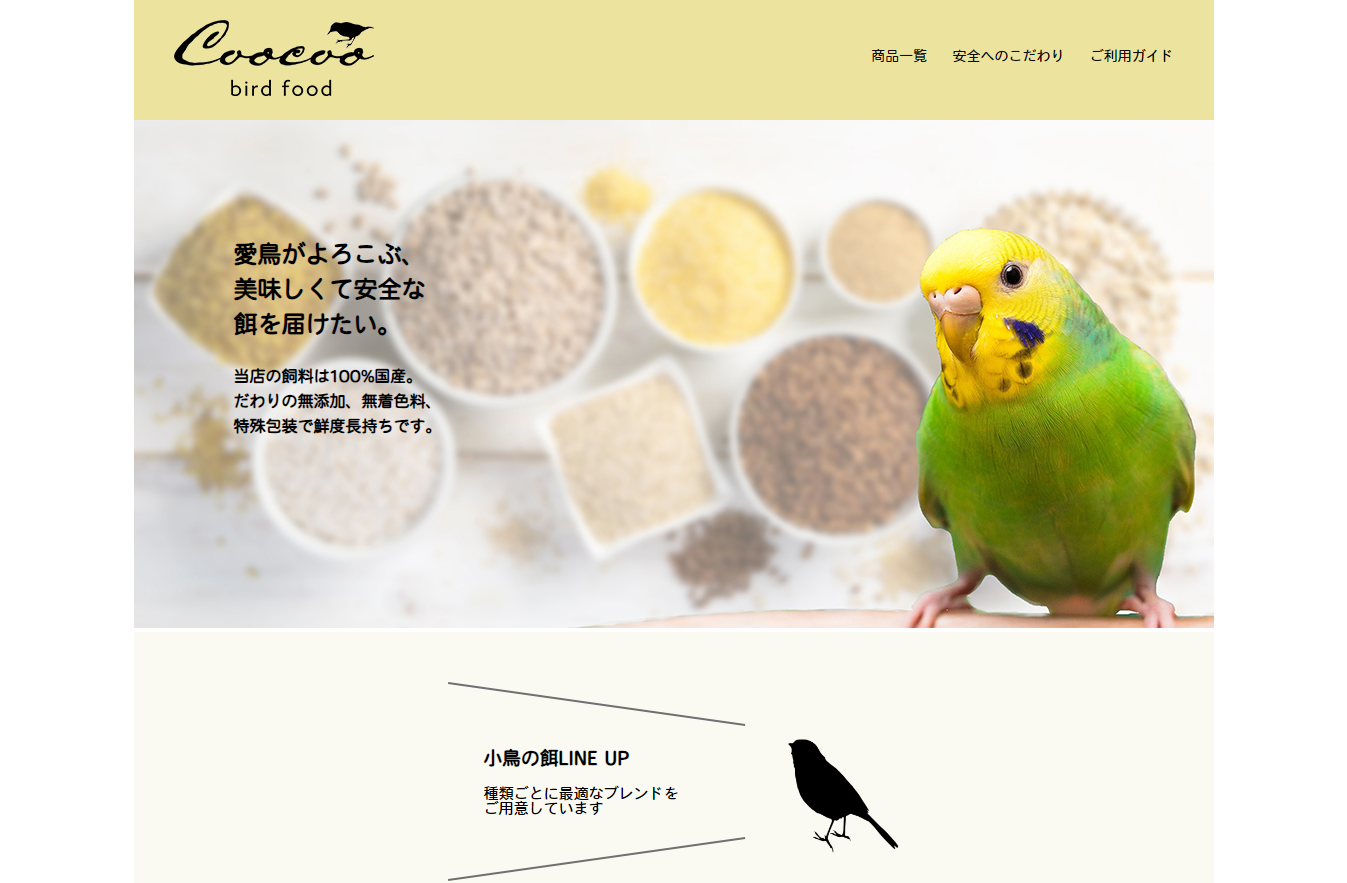 Coocoo
bird food
商品一覧 安全へのこだわり ご利用ガイド
愛鳥がよろこぶ、
美味しくて安全な
餌を届けたい。
当店の飼料は100%国産。
だわりの無添加、無着色料、
特殊包装で鮮度長持ちです。
小鳥の餌LINE UP
種類ごとに最適なブレンドを
ご用意しています